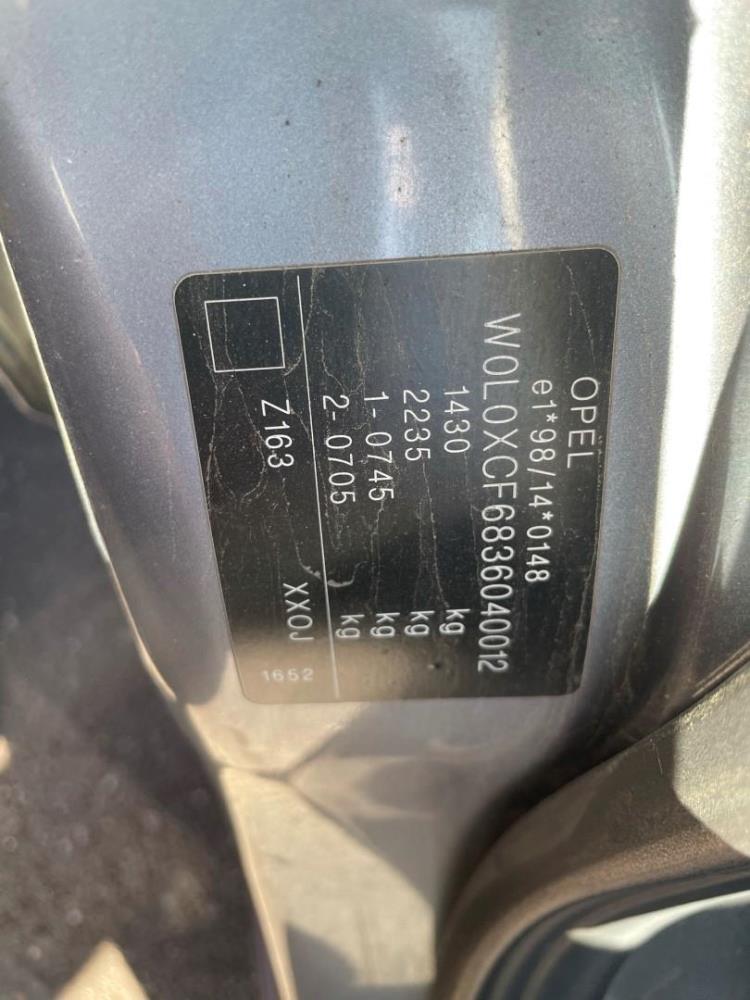 OPEL
e1*98/14*0148
W0L0XCF6836040012
1430 kg
2235 kg
1- 0745 kg
2- 0705 kg
Z163 XX0J
1652